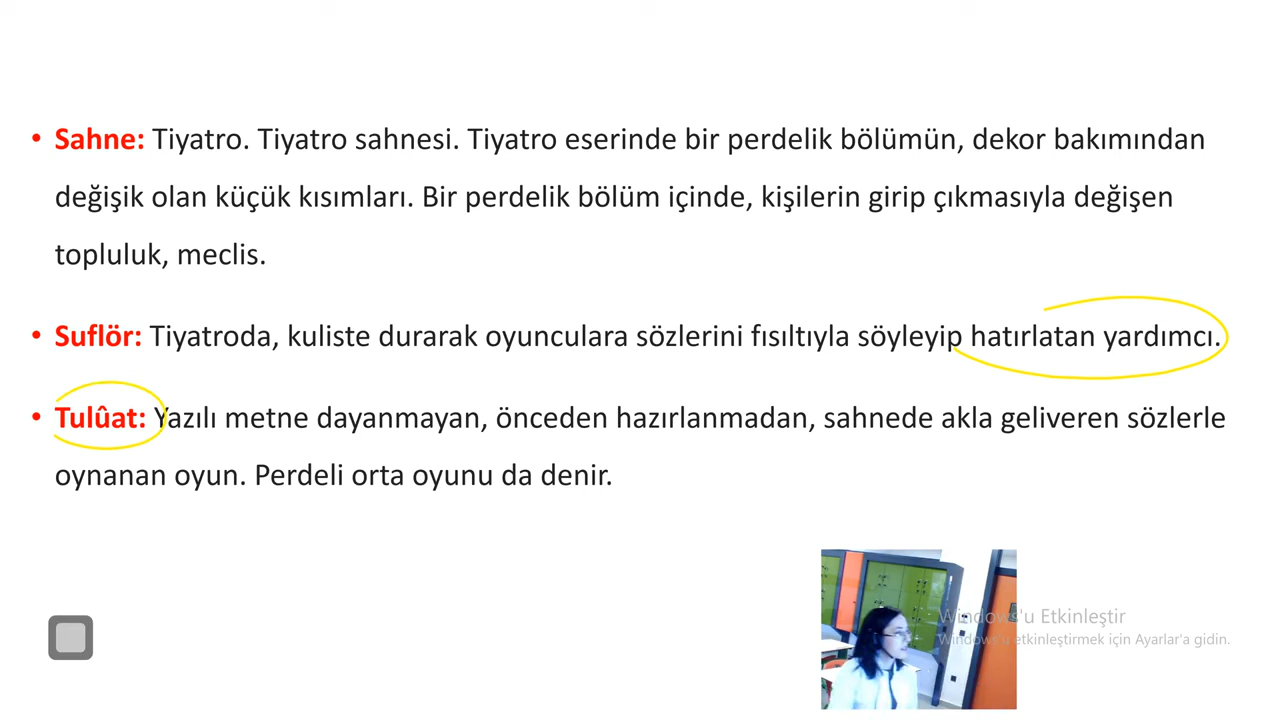 • Sahne: Tiyatro. Tiyatro sahnesi. Tiyatro eserinde bir perdelik bölümün, dekor bakımından
değişik olan küçük kısımları. Bir perdelik bölüm içinde, kişilerin girip çıkmasıyla değişen
topluluk, meclis.
• Suflör: Tiyatroda, kuliste durarak oyunculara sözlerini fısıltıyla söyleyip hatırlatan yardımcı.
• Tulûat: Yazılı metne dayanmayan, önceden hazırlanmadan, sahnede akla geliveren sözlerle
oynanan oyun. Perdeli orta oyunu da denir.
Windows'u Etkinleştir
Windows'u etkinleştirmek için Ayarlar'a gidin.